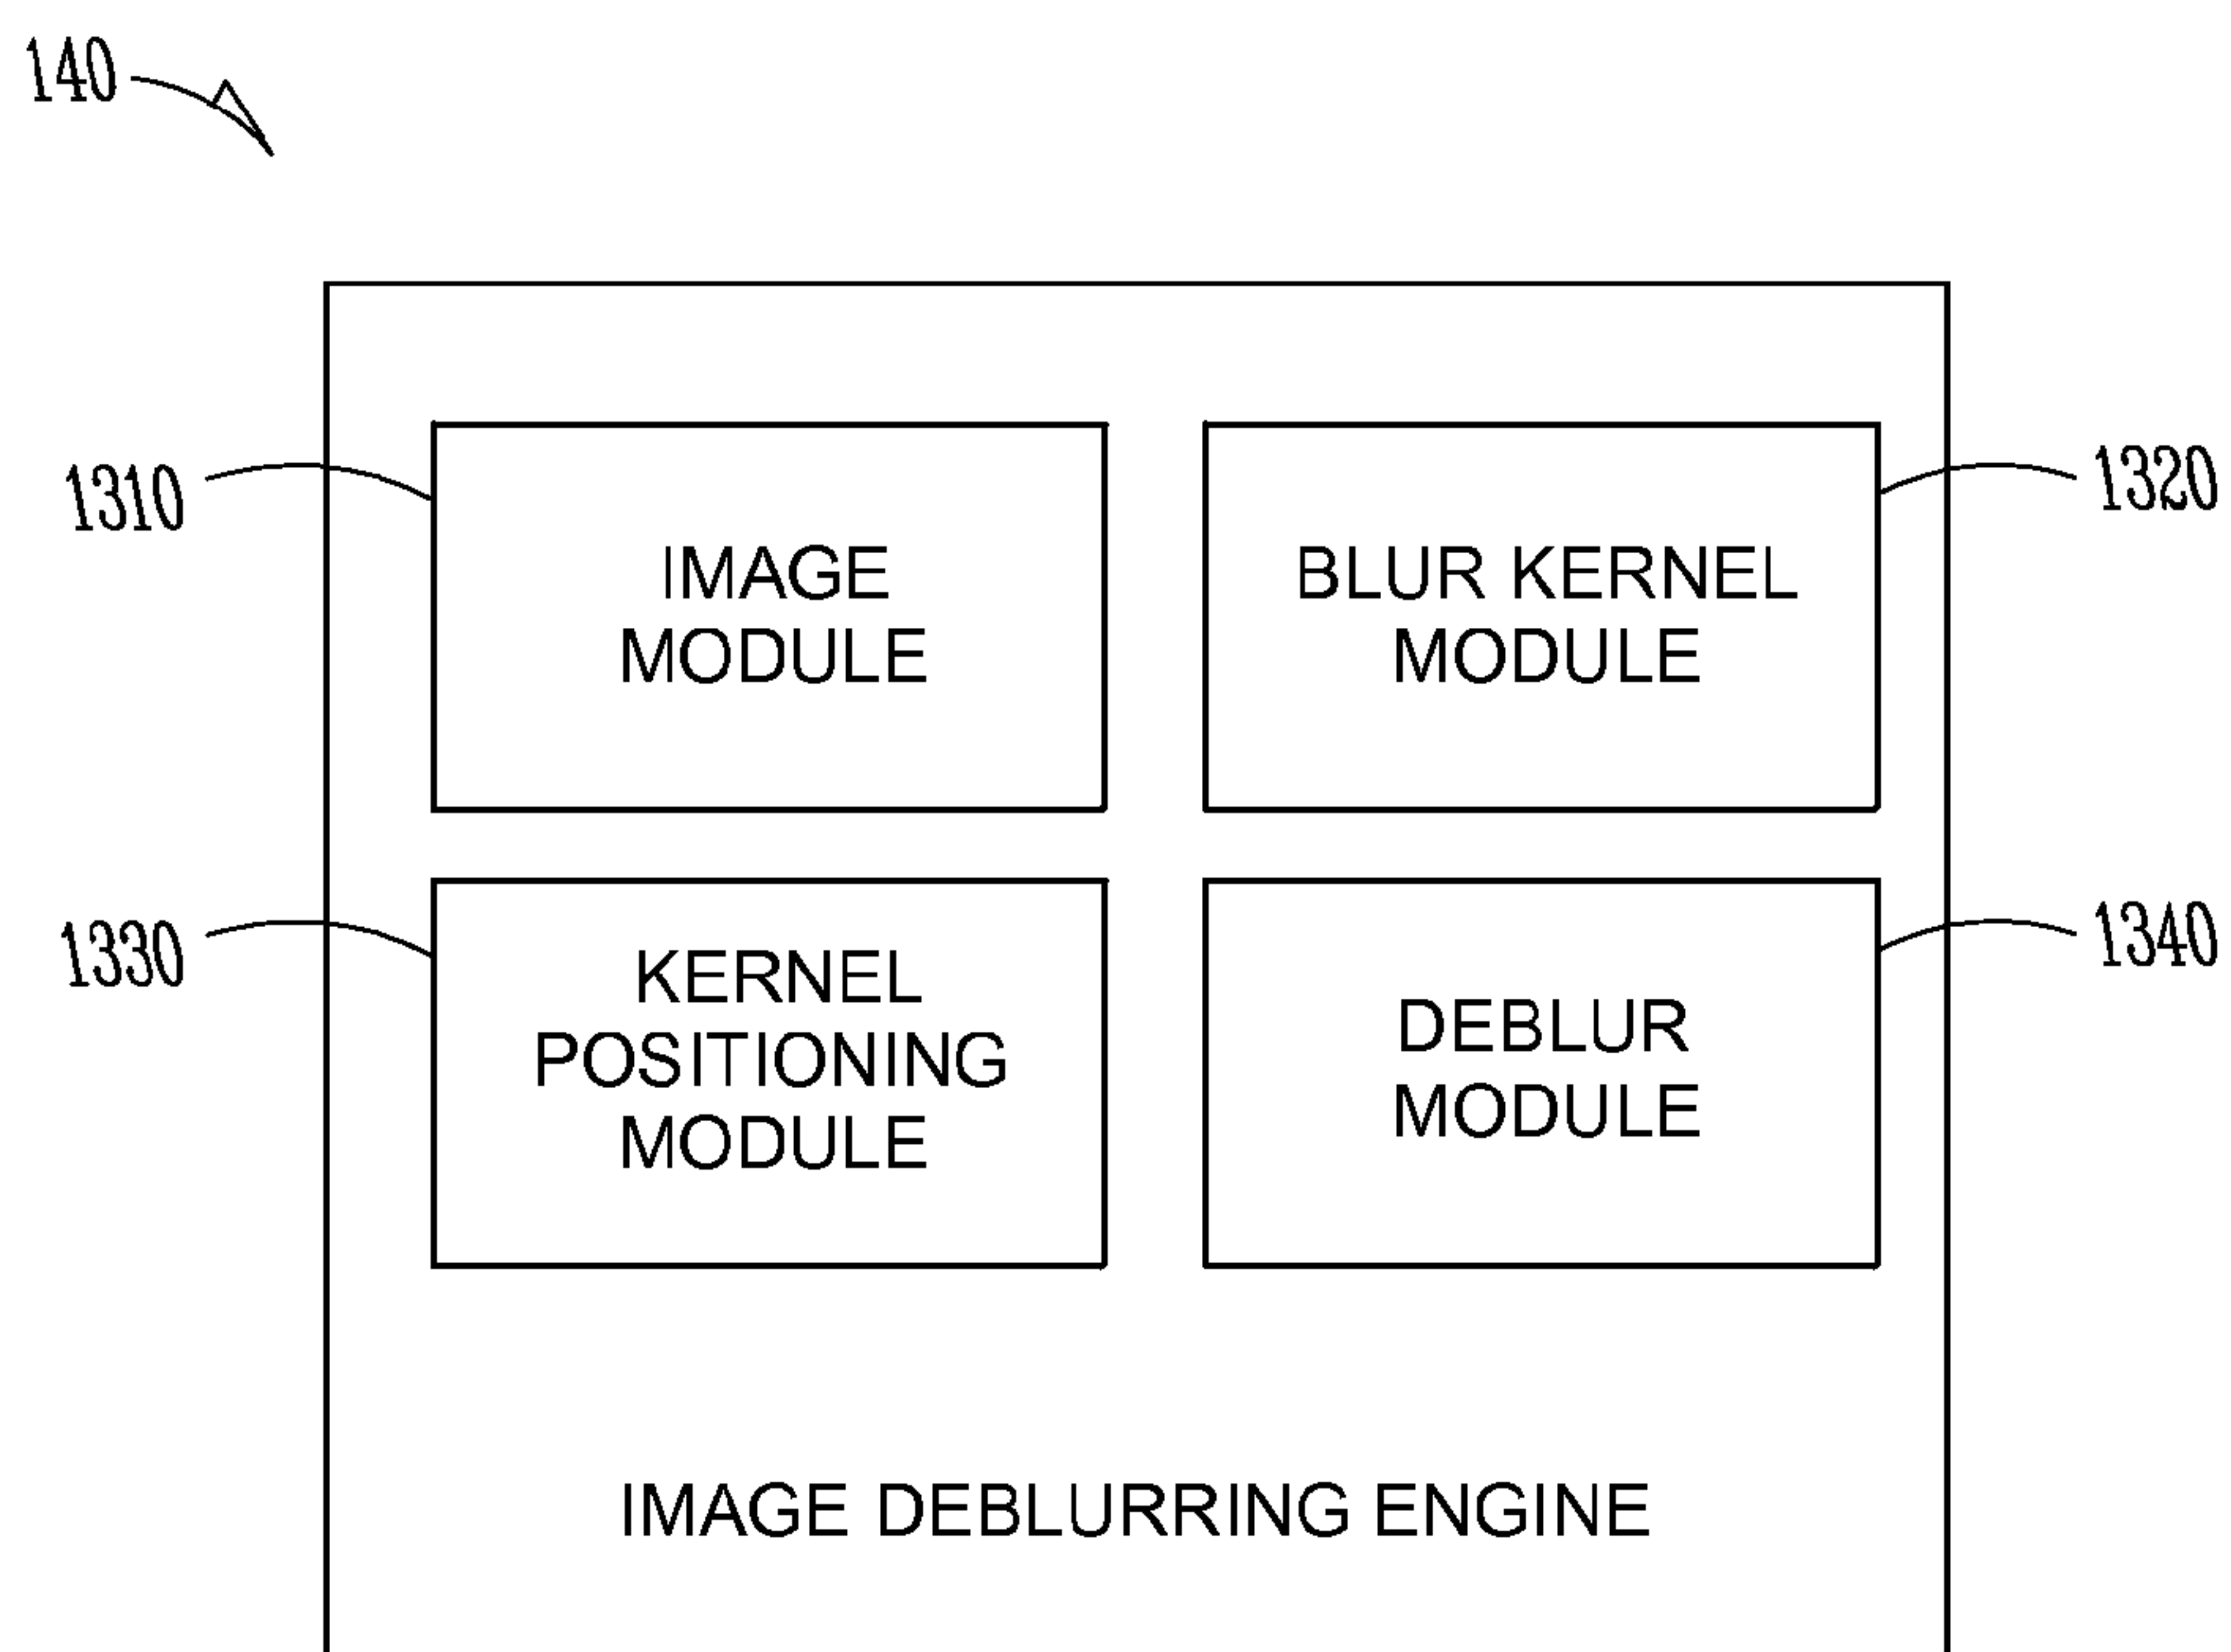 140
1310
1320
IMAGE
MODULE
BLUR KERNEL
MODULE
1330
1340
KERNEL
POSITIONING
MODULE
DEBLUR
MODULE
IMAGE DEBLURRING ENGINE